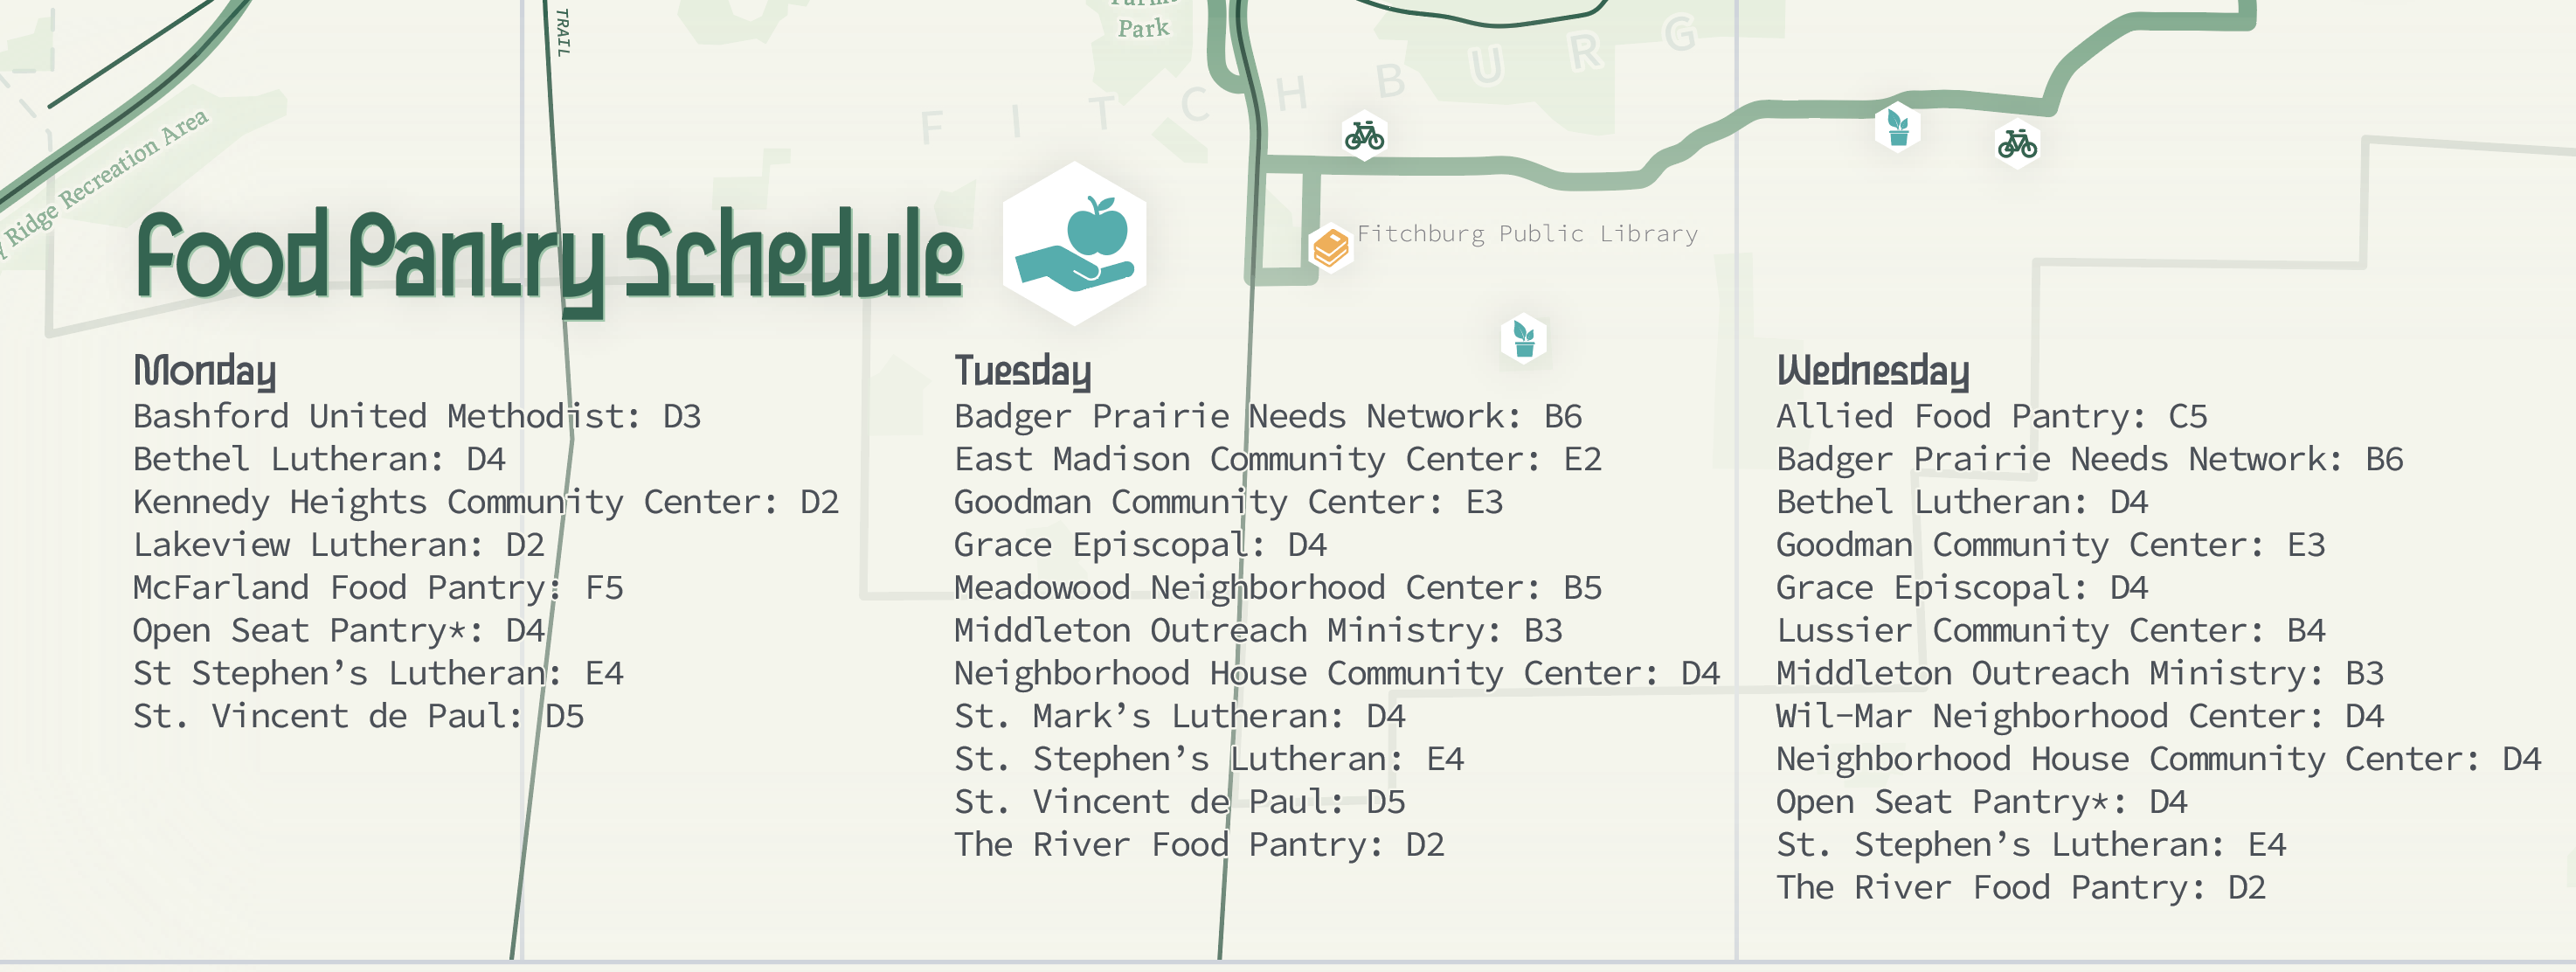 TRAIL
Park
FITCHBURG
Ridge Recreation Area
Food Pantry Schedule
Fitchburg Public Library
Monday
Bashford United Methodist: D3
Bethel Lutheran: D4
Kennedy Heights Community Center: D2
Lakeview Lutheran: D2
McFarland Food Pantry: F5
Open Seat Pantry*: D4
St Stephen’s Lutheran: E4
St. Vincent de Paul: D5
Tuesday
Badger Prairie Needs Network: B6
East Madison Community Center: E2
Goodman Community Center: E3
Grace Episcopal: D4
Meadowood Neighborhood Center: B5
Middleton Outreach Ministry: B3
Neighborhood House Community Center: D4
St. Mark’s Lutheran: D4
St. Stephen’s Lutheran: E4
St. Vincent de Paul: D5
The River Food Pantry: D2
Wednesday
Allied Food Pantry: C5
Badger Prairie Needs Network: B6
Bethel Lutheran: D4
Goodman Community Center: E3
Grace Episcopal: D4
Lussier Community Center: B4
Middleton Outreach Ministry: B3
Wil-Mar Neighborhood Center: D4
Neighborhood House Community Center: D4
Open Seat Pantry*: D4
St. Stephen’s Lutheran: E4
The River Food Pantry: D2